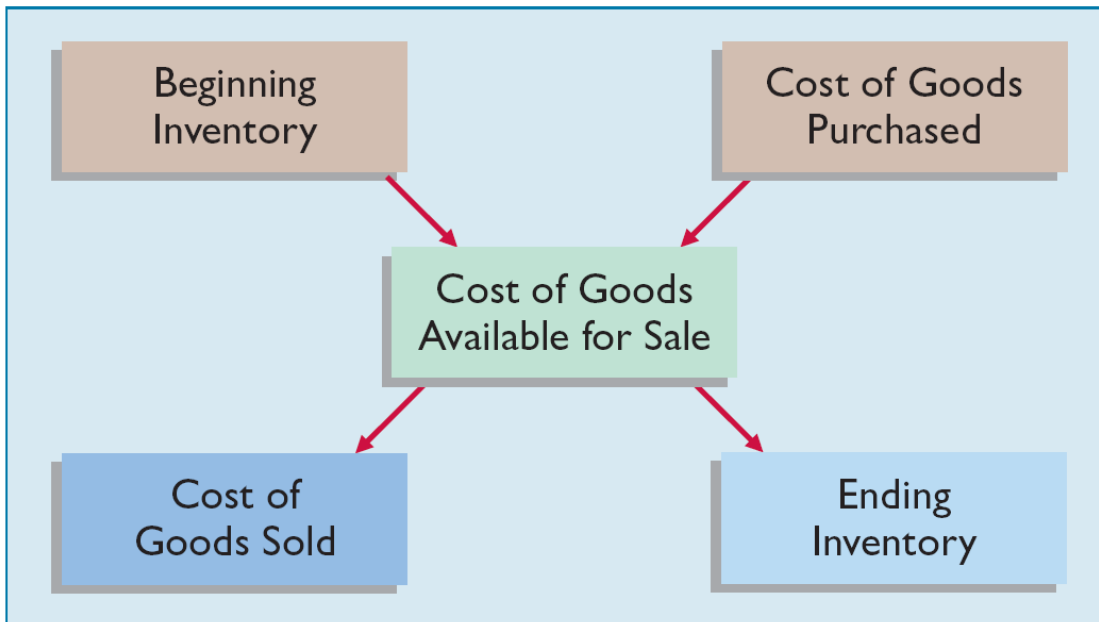 Beginning
Inventory
Cost of Goods
Purchased
Cost of Goods
Available for Sale
Cost of
Goods Sold
Ending
Inventory